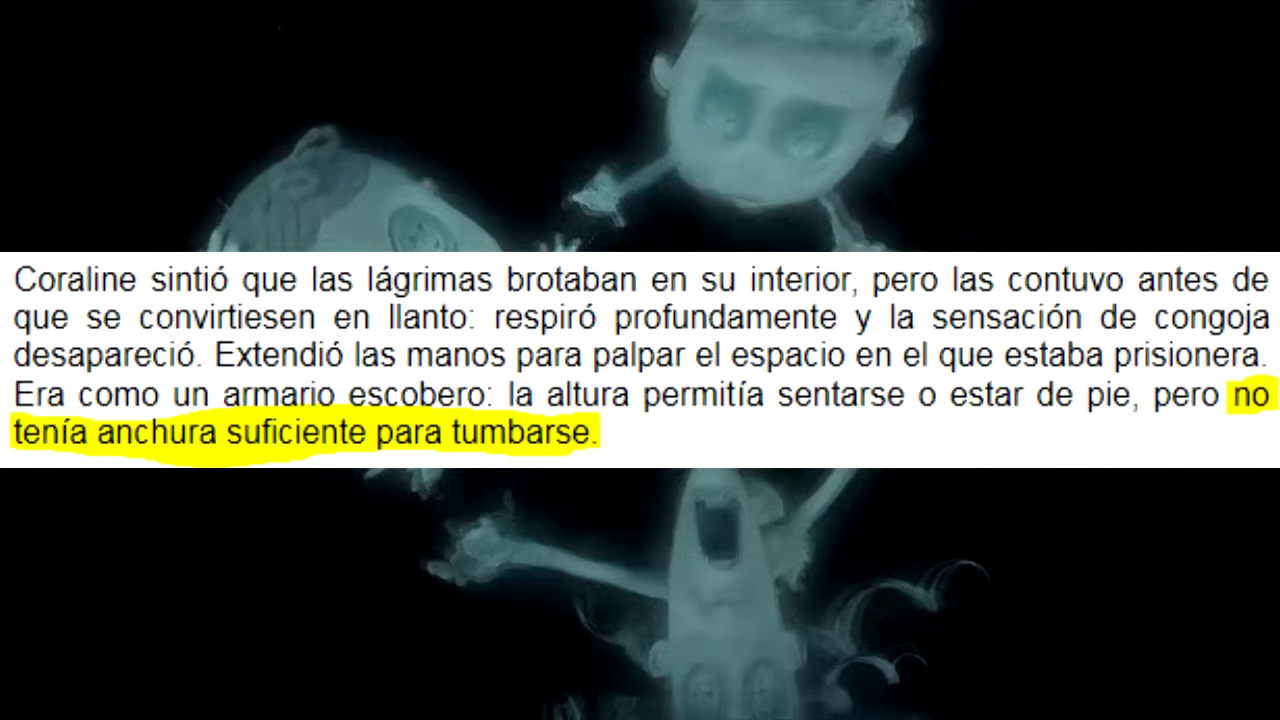 Coraline sintió que las lágrimas brotaban en su interior, pero las contuvo antes de
que se convirtiesen en llanto: respiró profundamente y la sensación de congoja
desapareció. Extendió las manos para palpar el espacio en el que estaba prisionera.
Era como un armario escobero: la altura permitía sentarse o estar de pie, pero no
tenía anchura suficiente para tumbarse.